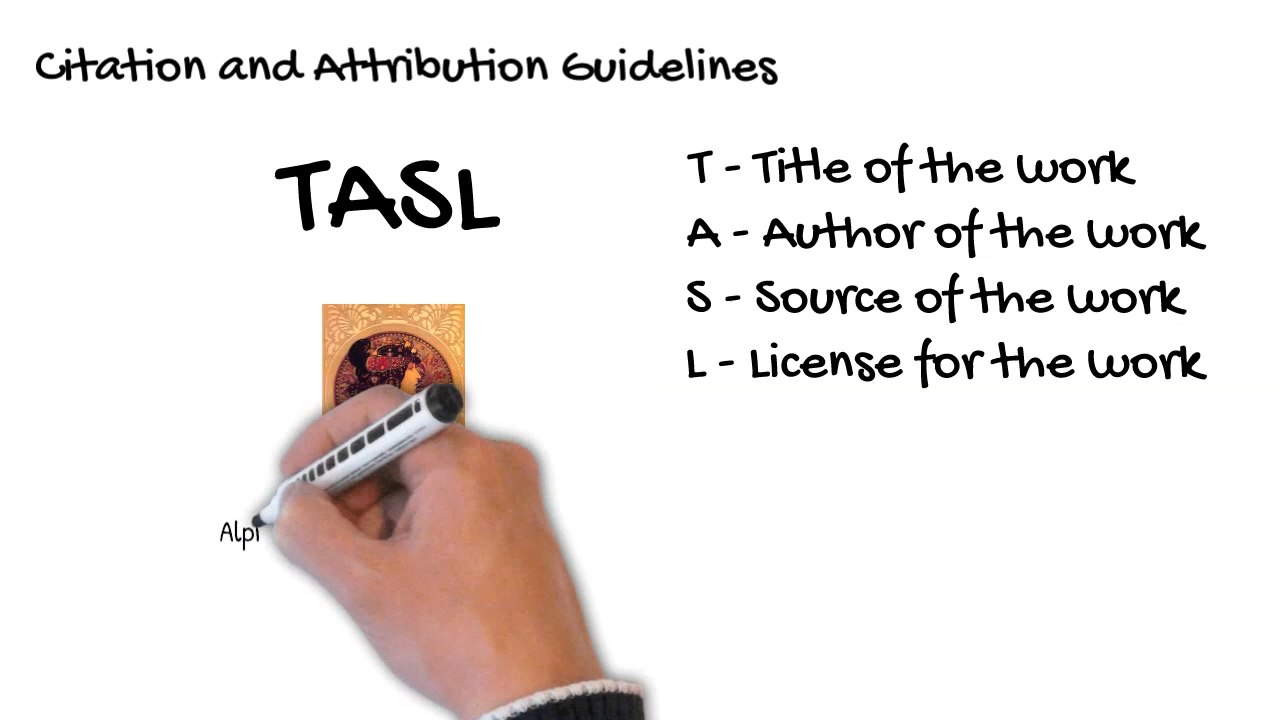 Citation and Attribution Guidelines
TASL
T - Title of the work
A - Author of the work
S - Source of the work
L - License for the work